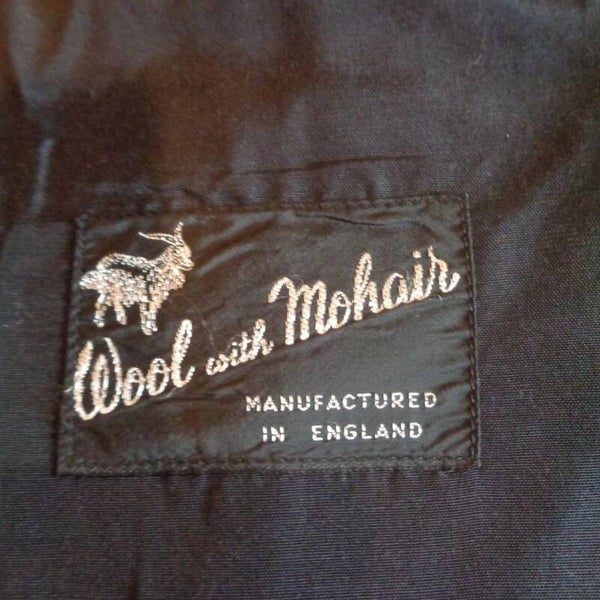 Wool with Mohair
MANUFACTURED
IN ENGLAND